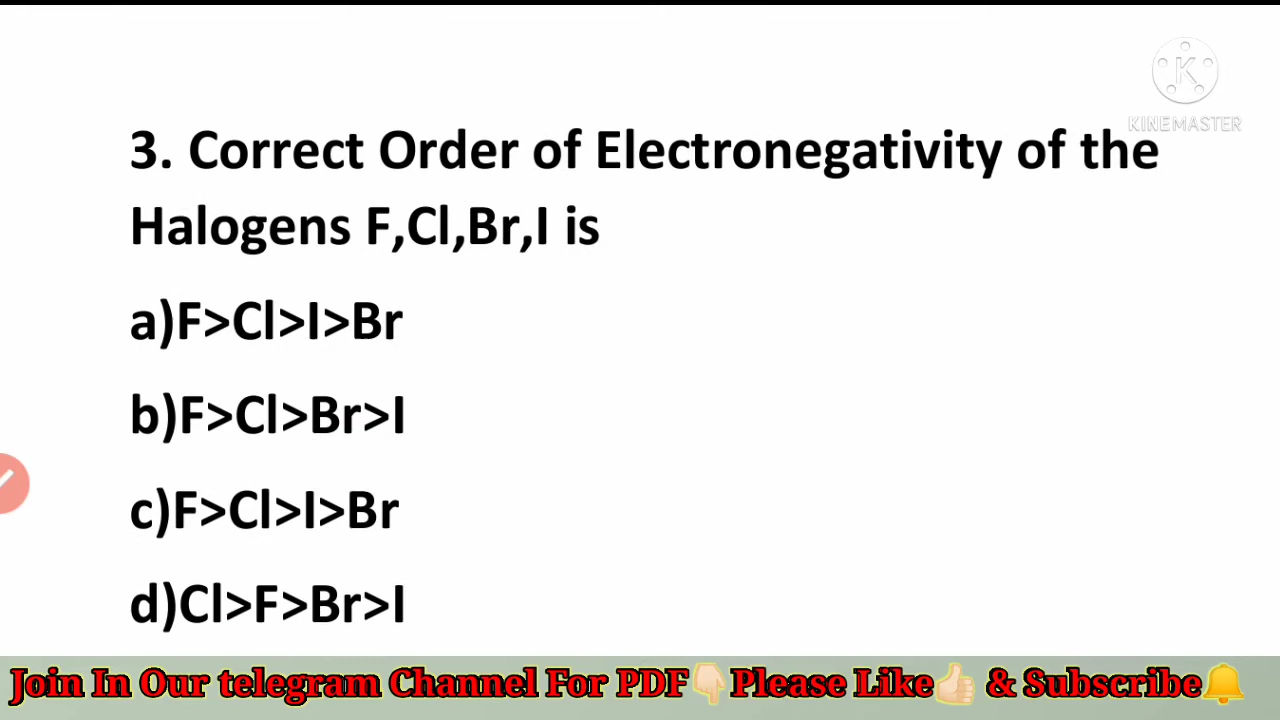 K
KINEMASTER
3. Correct Order of Electronegativity of the
Halogens F,Cl,Br,I is
a)F>Cl>I>Br
b)F>Cl>Br>I
c)F>Cl>I>Br
d)Cl>F>Br>I
Join In Our telegram Channel For PDF👇🏻Please Like👍🏻 & Subscribe🔔